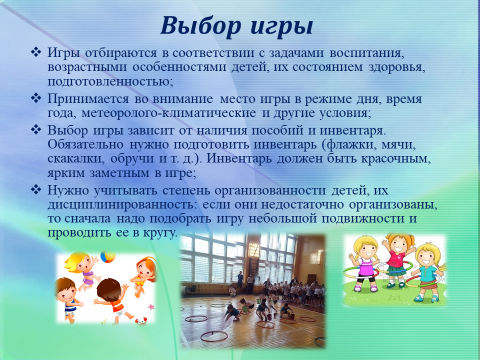 Выбор игры
❖ Игры отбираются в соответствии с задачами воспитания,
возрастными особенностями детей, их состоянием здоровья,
подготовленностью;
❖ Принимается во внимание место игры в режиме дня, время
года, метеоролого-климатические и другие условия;
❖ Выбор игры зависит от наличия пособий и инвентаря.
Обязательно нужно подготовить инвентарь (флажки, мячи,
скакалки, обручи и т. д.). Инвентарь должен быть красочным,
ярким заметным в игре;
❖ Нужно учитывать степень организованности детей, их
дисциплинированность: если они недостаточно организованы,
то сначала надо подобрать игру небольшой подвижности и
проводить ее в кругу.